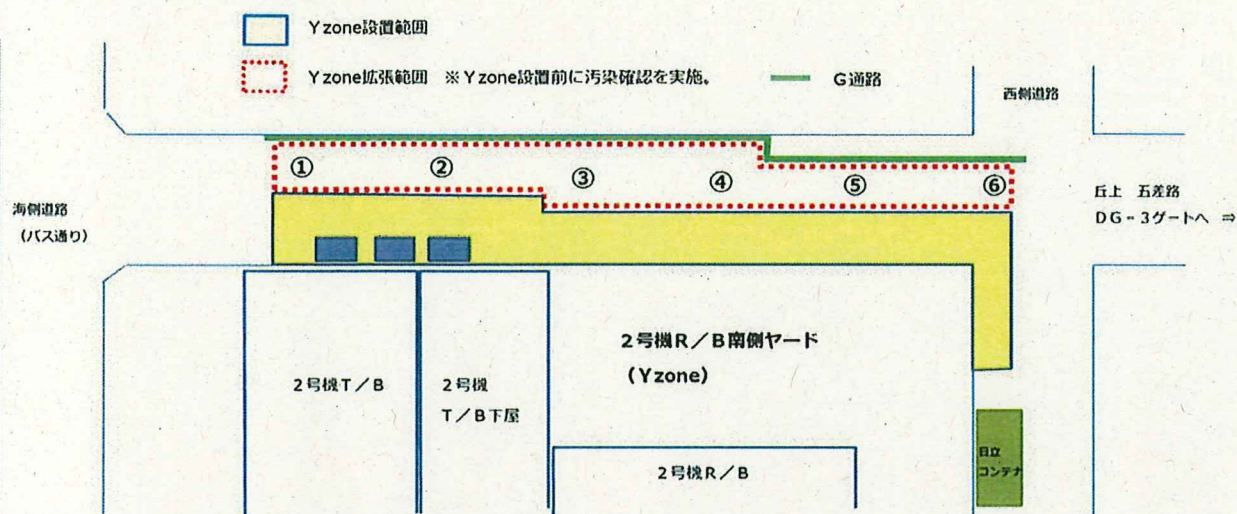 Yzone設置範囲
Yzone拡張範囲　※Yzone設置前に汚染確認を実施。
G通路
西側道路
① ② ③ ④ ⑤ ⑥
海側道路
（バス通り）
丘上　五差路
DG-3ゲートへ　⇒
2号機R／B南側ヤード
（Yzone）
2号機T／B
2号機
T／B下屋
2号機R／B
日立
コンテナ